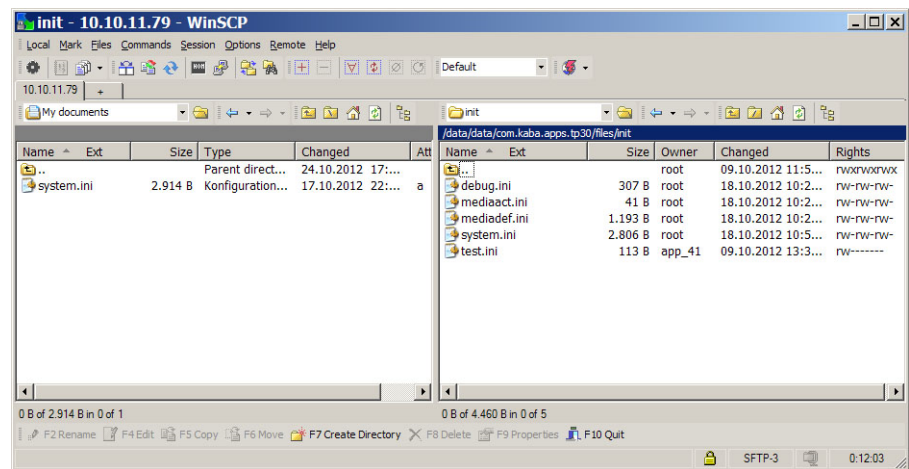 init - 10.10.11.79 - WinSCP
Local Mark Files Commands Session Options Remote Help
Default
10.10.11.79 +
My documents
init
/data/data/com.kaba.apps.tp30/files/init
Name Ext Size Type Changed Att
.. Parent direct... 24.10.2012 17:...
system.ini 2.914 B Konfiguration... 17.10.2012 22:... a
Name Ext Size Owner Changed Rights
.. root 09.10.2012 11:5... rwxrwxrwx
debug.ini 307 B root 18.10.2012 10:2... rw-rw-rw-
mediaact.ini 41 B root 18.10.2012 10:2... rw-rw-rw-
mediadef.ini 1.193 B root 18.10.2012 10:2... rw-rw-rw-
system.ini 2.806 B root 18.10.2012 10:5... rw-rw-rw-
test.ini 113 B app_41 09.10.2012 13:3... rw-------
0 B of 2.914 B in 0 of 1
0 B of 4.460 B in 0 of 5
F2 Rename F4 Edit F5 Copy F6 Move F7 Create Directory F8 Delete F9 Properties F10 Quit
SFTP-3 0:12:03